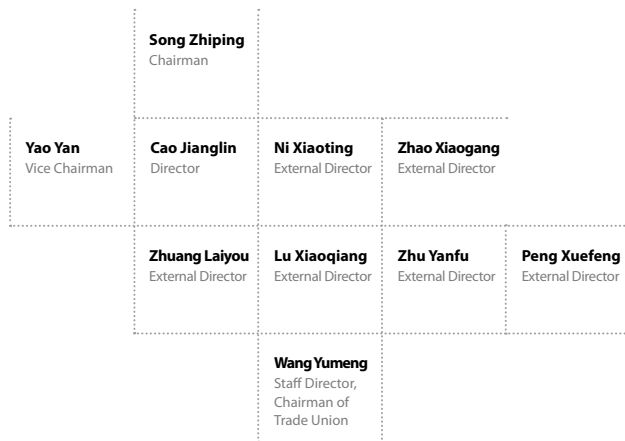 Song Zhiping
Chairman
Yao Yan
Vice Chairman
Cao Jianglin
Director
Ni Xiaoting
External Director
Zhao Xiaogang
External Director
Zhuang Laiyou
External Director
Lu Xiaoqiang
External Director
Zhu Yanfu
External Director
Peng Xuefeng
External Director
Wang Yumeng
Staff Director,
Chairman of
Trade Union